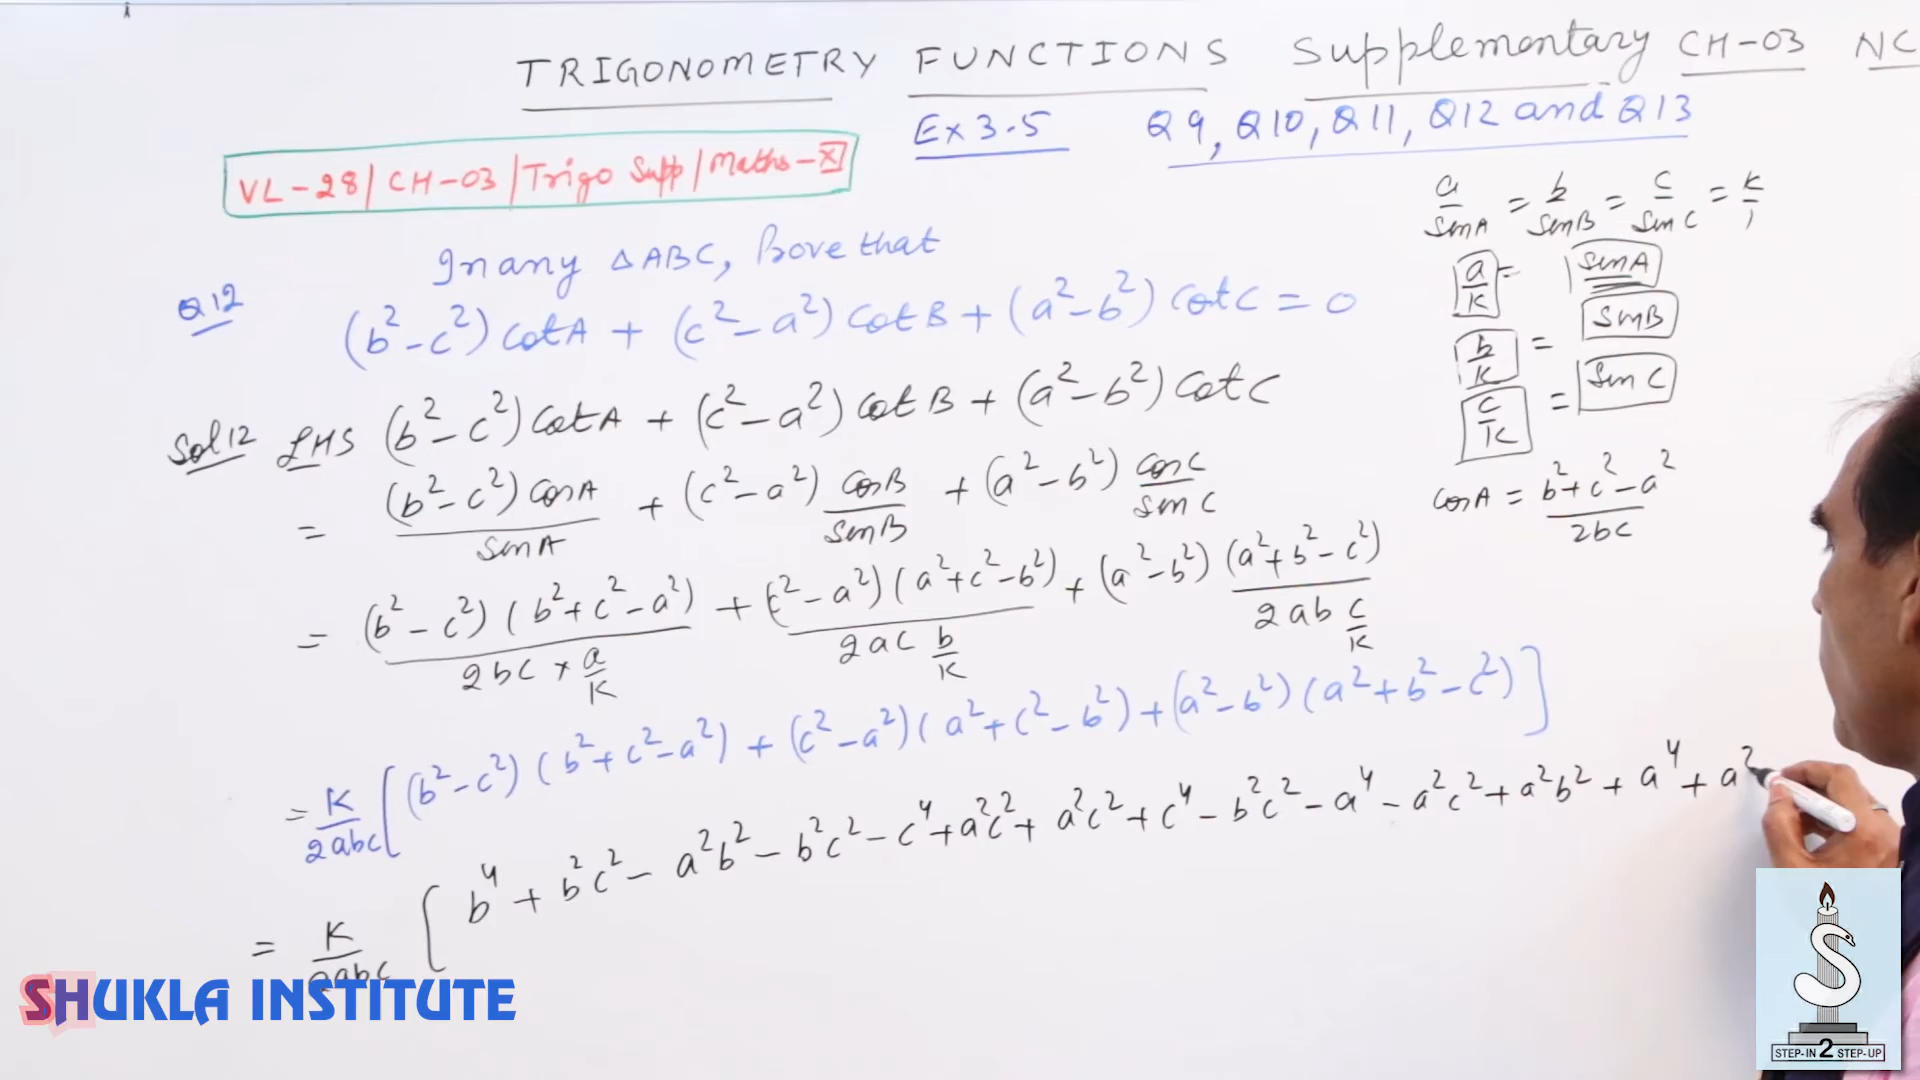 TRIGONOMETRY FUNCTIONS Supplementary CH-03 NC
Ex 3.5 Q9, Q10, Q11, Q12 and Q13
VL-28/CH-03/Trigo Supp/Maths-XI
In any △ABC, Prove that
Q12 (b²-c²) cotA + (c²-a²) cotB + (a²-b²) cotC = 0
Sol12 LHS (b²-c²) cotA + (c²-a²) cotB + (a²-b²) cotC
= (b²-c²) cosA / sinA + (c²-a²) cosB / sinB + (a²-b²) cosC / sinC
= (b²-c²)(b²+c²-a²) / 2bc × a/K + (c²-a²)(a²+c²-b²) / 2ac b/K + (a²-b²)(a²+b²-c²) / 2ab c/K
= K/2abc [(b²-c²)(b²+c²-a²) + (c²-a²)(a²+c²-b²) + (a²-b²)(a²+b²-c²)]
= K/2abc [b⁴ + b²c² - a²b² - b²c² - c⁴ + a²c² + a²c² + c⁴ - b²c² - a⁴ - a²c² + a²b² + a⁴ + a²
a/sinA = b/sinB = c/sinC = K/1
a/K = sinA
b/K = sinB
c/K = sinC
cosA = b²+c²-a² / 2bc
SHUKLA INSTITUTE
S
STEP-IN 2 STEP-UP